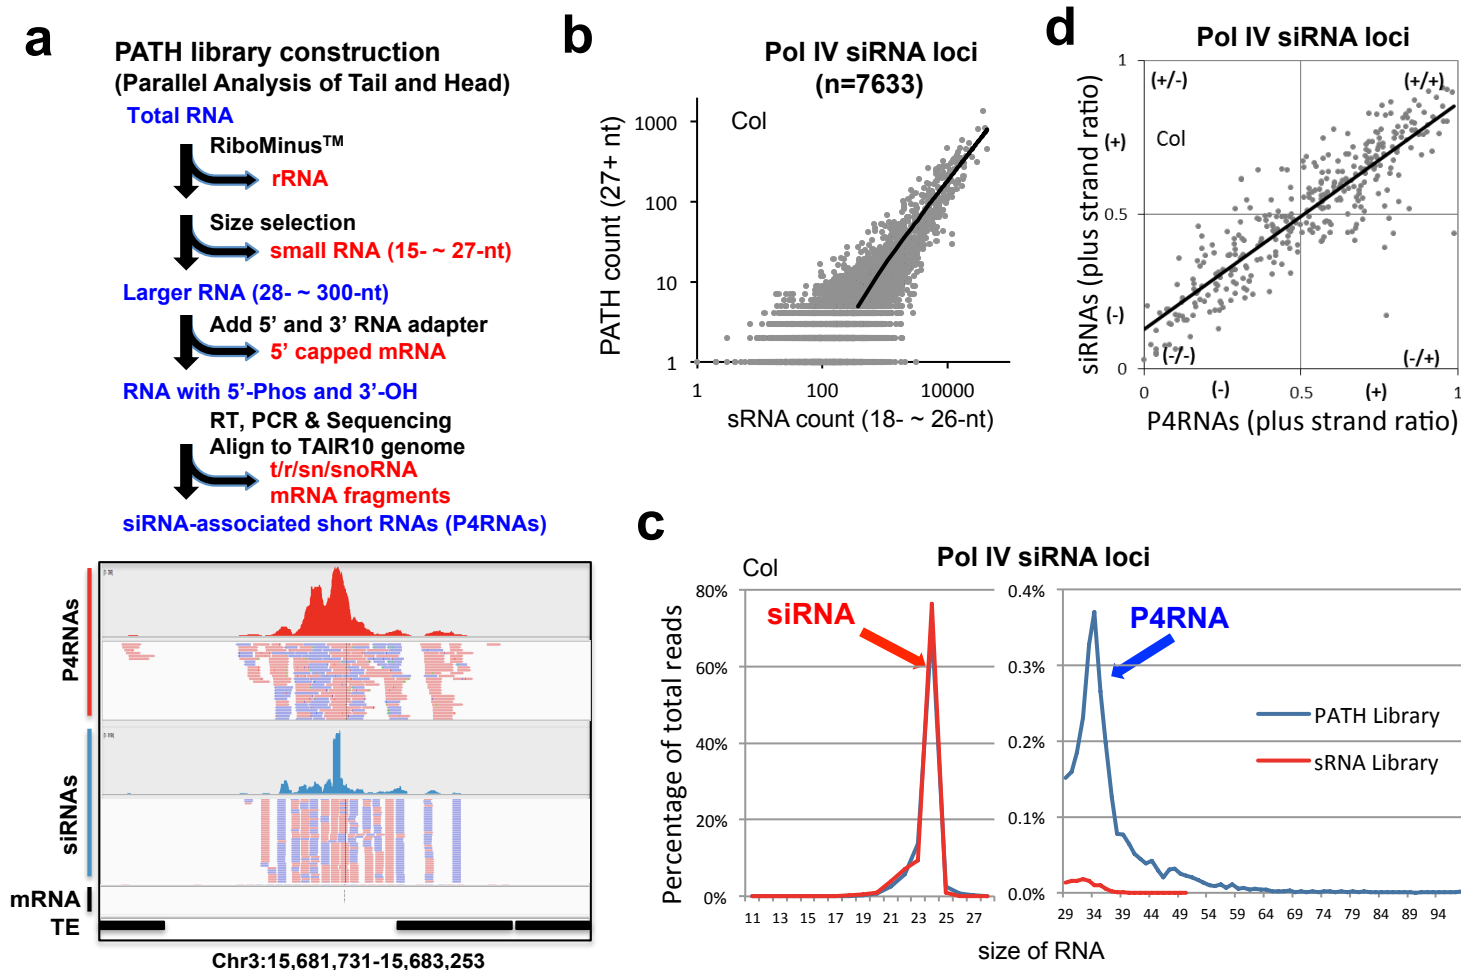 a
PATH library construction
(Parallel Analysis of Tail and Head)
Total RNA
RiboMinus™
rRNA
Size selection
small RNA (15- ~ 27-nt)
Larger RNA (28- ~ 300-nt)
Add 5’ and 3’ RNA adapter
5’ capped mRNA
RNA with 5’-Phos and 3’-OH
RT, PCR & Sequencing
Align to TAIR10 genome
t/r/sn/snoRNA
mRNA fragments
siRNA-associated short RNAs (P4RNAs)
P4RNAs
siRNAs
mRNA
TE
Chr3:15,681,731-15,683,253
b
Pol IV siRNA loci
(n=7633)
Col
PATH count (27+ nt)
1000
100
10
1
1 100 10000
sRNA count (18- ~ 26-nt)
d
Pol IV siRNA loci
siRNAs (plus strand ratio)
1
(+/-) (+/+)
(+)
Col
0.5
(-)
(-/-) (-/+)
0
0 (-) 0.5 (+) 1
P4RNAs (plus strand ratio)
c
Pol IV siRNA loci
Col
Percentage of total reads
80%
60%
40%
20%
0%
siRNA
11 13 15 17 19 21 23 25 27
0.4%
0.3%
0.2%
0.1%
0.0%
P4RNA
PATH Library
sRNA Library
29 34 39 44 49 54 59 64 69 74 79 84 89 94
size of RNA